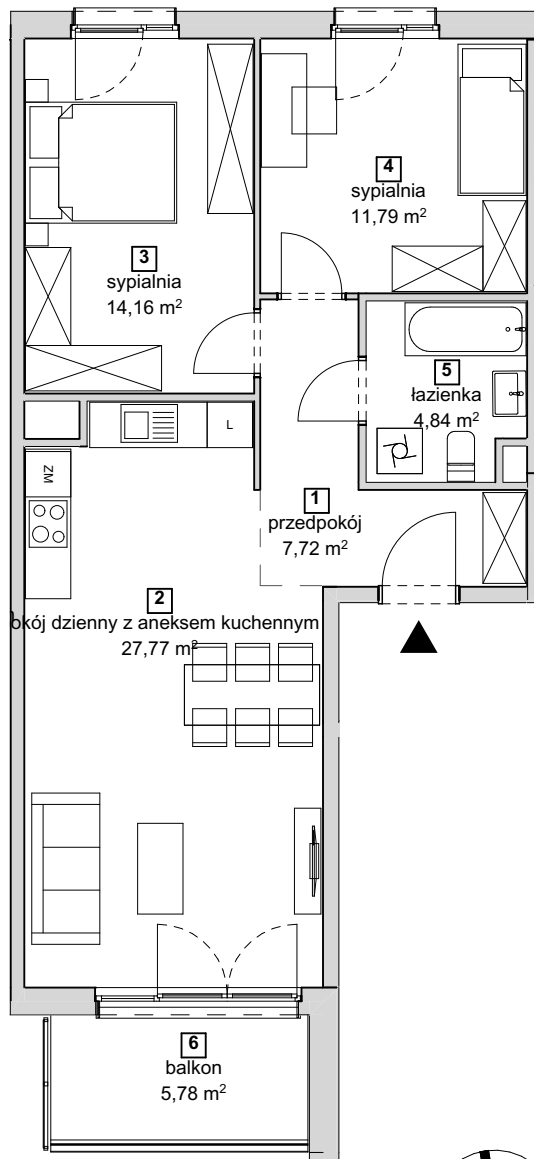 4
sypialnia
11,79 m²
3
sypialnia
14,16 m²
5
łazienka
4,84 m²
L
ZM
1
przedpokój
7,72 m²
2
okój dzienny z aneksem kuchennym
27,77 m²
6
balkon
5,78 m²